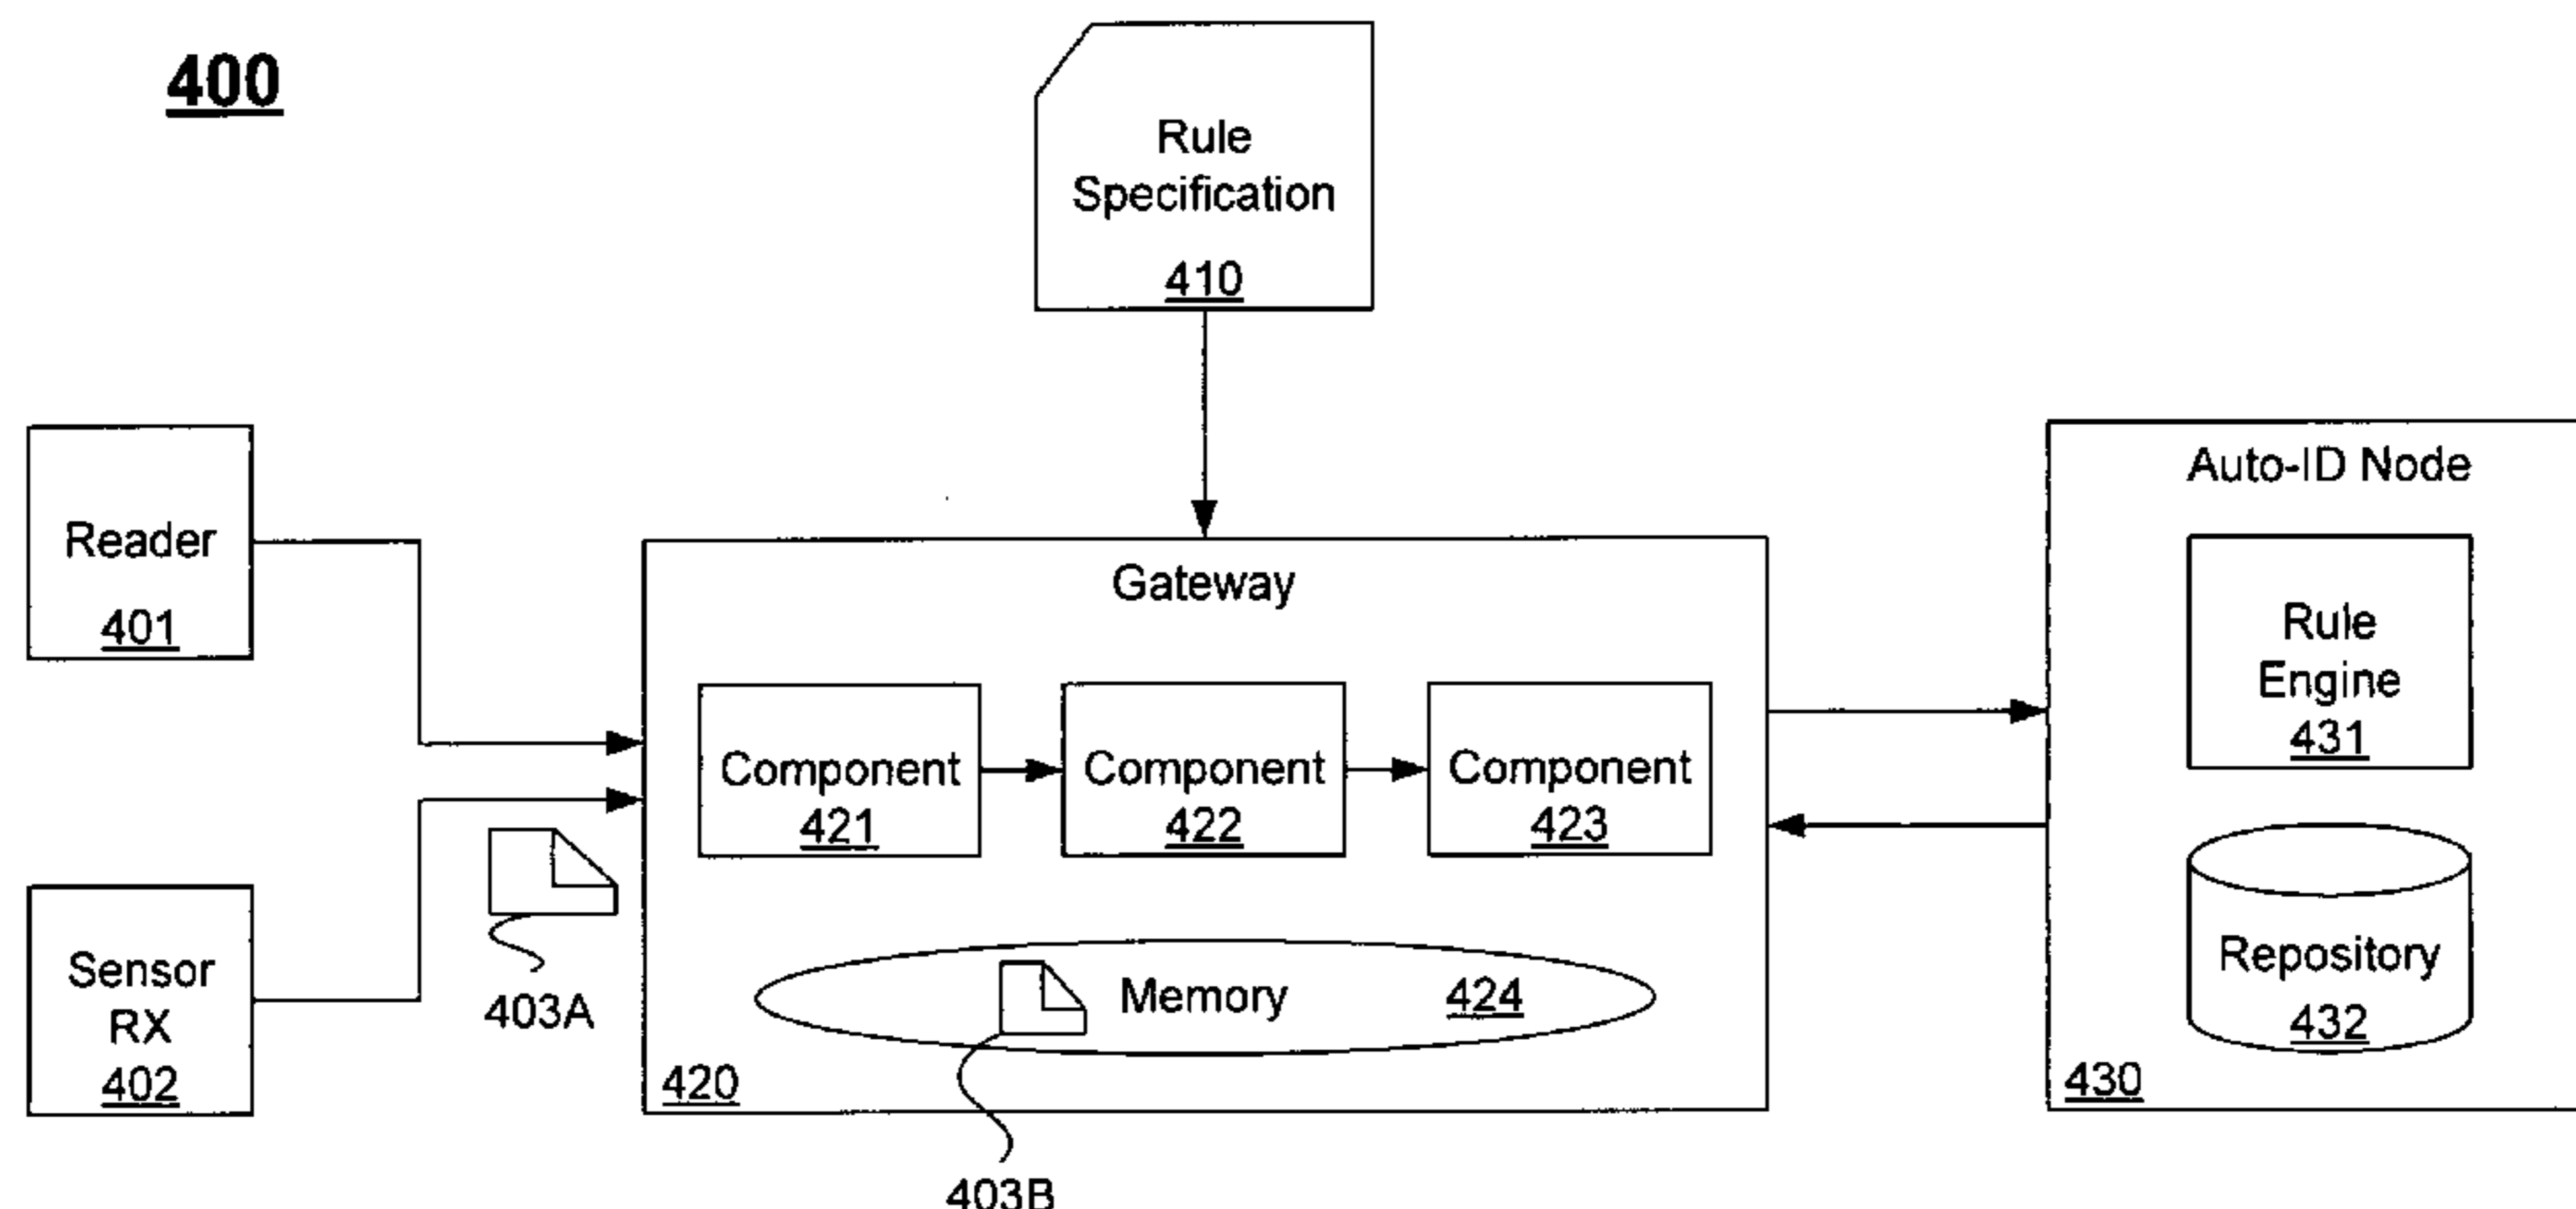 400
Rule
Specification
410
Reader
401
Sensor
RX
402
403A
Gateway
Component
421
Component
422
Component
423
Memory
424
420
403B
Auto-ID Node
Rule
Engine
431
Repository
432
430